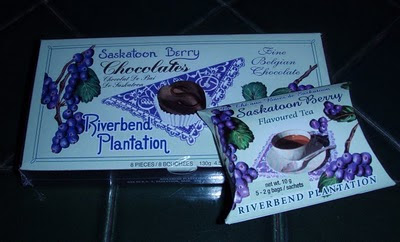 Saskatoon Berry
Chocolates
Chocolat De Baie
De Saskatoon
Fine
Belgian
Chocolate
Riverbend
Plantation
8 PIECES / 8 BOUCHÉES
130g
Saskatoon Berry
Flavoured Tea
net. wt. 10 g
5 - 2 g bags / sachets
RIVERBEND PLANTATION